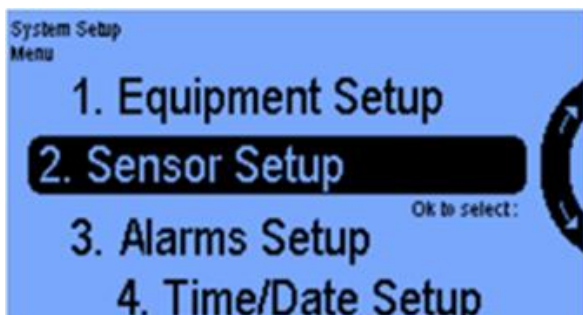 System Setup
Menu
1. Equipment Setup
2. Sensor Setup
Ok to select:
3. Alarms Setup
4. Time/Date Setup